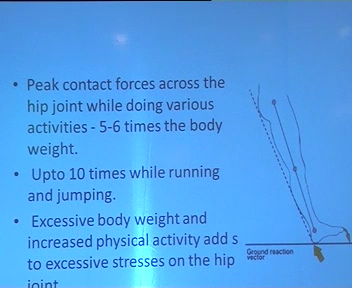 • Peak contact forces across the
hip joint while doing various
activities - 5-6 times the body
weight.
• Upto 10 times while running
and jumping.
• Excessive body weight and
increased physical activity add s
to excessive stresses on the hip
joint
Ground reaction
vector